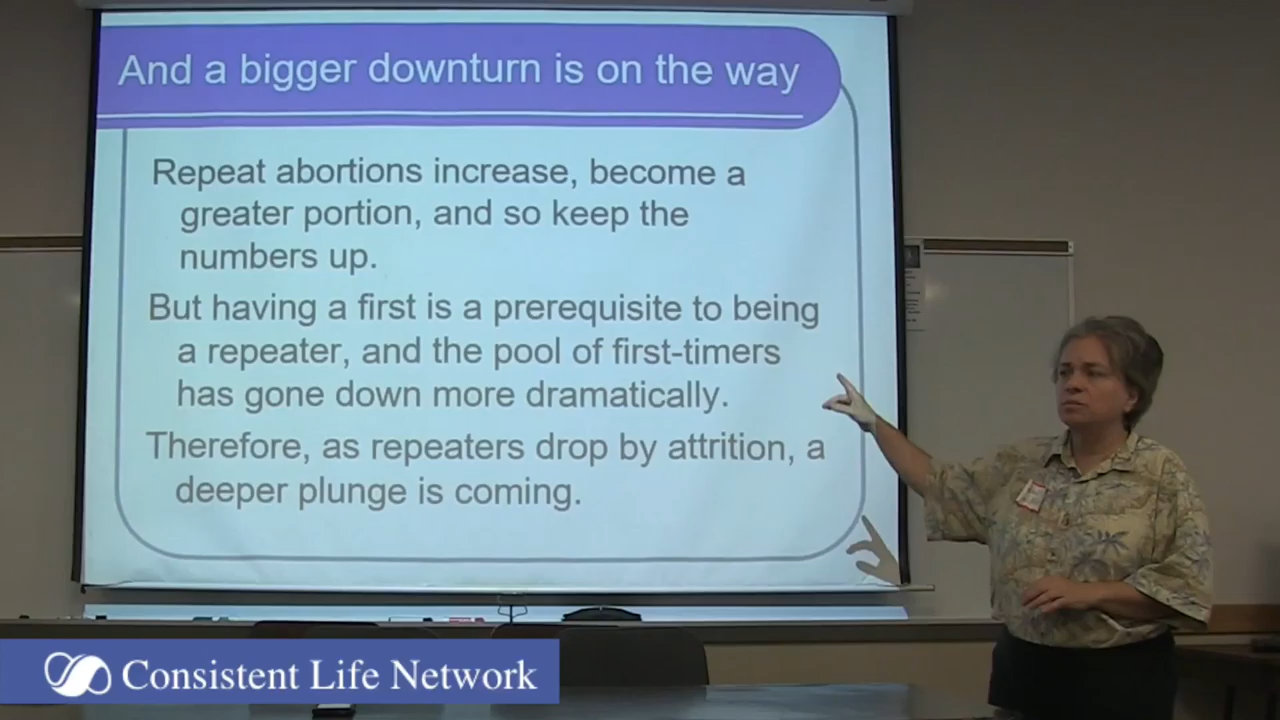 And a bigger downturn is on the way
Repeat abortions increase, become a
greater portion, and so keep the
numbers up.
But having a first is a prerequisite to being
a repeater, and the pool of first-timers
has gone down more dramatically.
Therefore, as repeaters drop by attrition, a
deeper plunge is coming.
Consistent Life Network